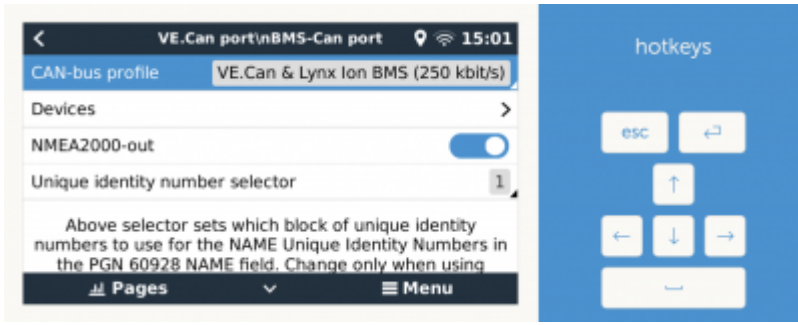 VE.Can port\nBMS-Can port 15:01
CAN-bus profile VE.Can & Lynx Ion BMS (250 kbit/s)
Devices
NMEA2000-out
Unique identity number selector 1
Above selector sets which block of unique identity
numbers to use for the NAME Unique Identity Numbers in
the PGN 60928 NAME field. Change only when using
Pages Menu
hotkeys
esc